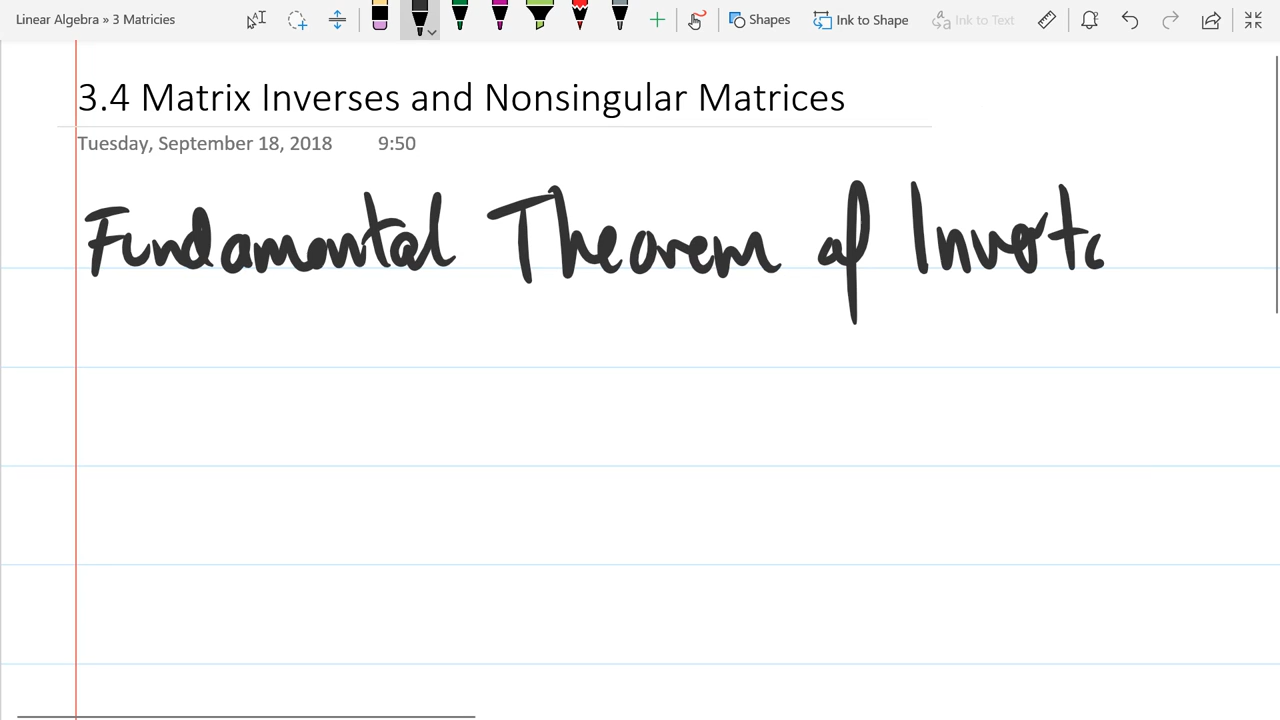 Linear Algebra » 3 Matricies
Shapes
Ink to Shape
Ink to Text
3.4 Matrix Inverses and Nonsingular Matrices
Tuesday, September 18, 2018 9:50
Fundamental Theorem of